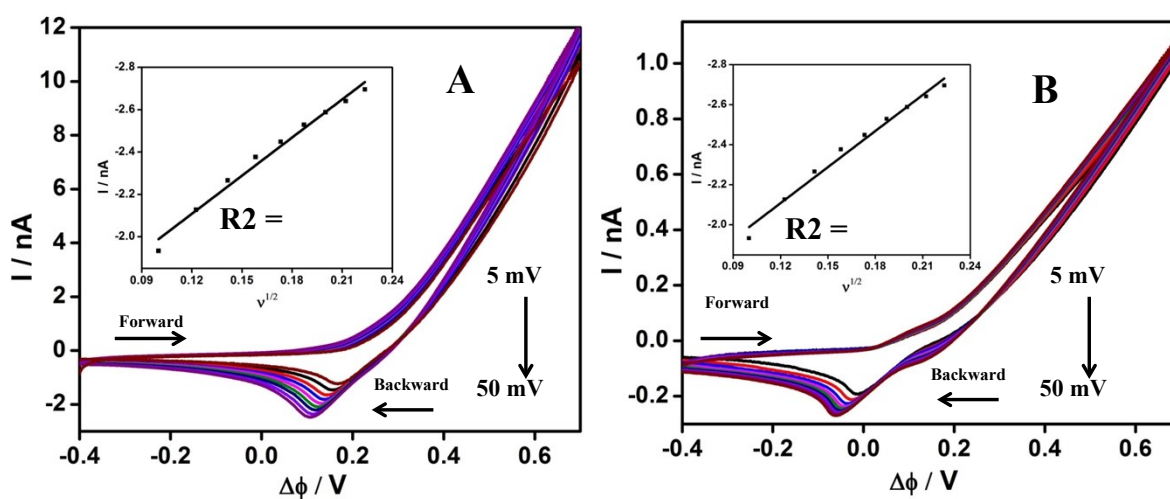 A
I / nA
12
10
8
6
4
2
0
-2
-0.4 -0.2 0.0 0.2 0.4 0.6
Δϕ / V
I / nA
-2.8
-2.6
-2.4
-2.2
-2.0
0.09 0.12 0.15 0.18 0.21 0.24
ν1/2
R2 =
5 mV
50 mV
Forward
Backward
B
I / nA
1.0
0.8
0.6
0.4
0.2
0.0
-0.2
-0.4 -0.2 0.0 0.2 0.4 0.6
Δϕ / V
I / nA
-2.8
-2.6
-2.4
-2.2
-2.0
0.09 0.12 0.15 0.18 0.21 0.24
ν1/2
R2 =
5 mV
50 mV
Forward
Backward